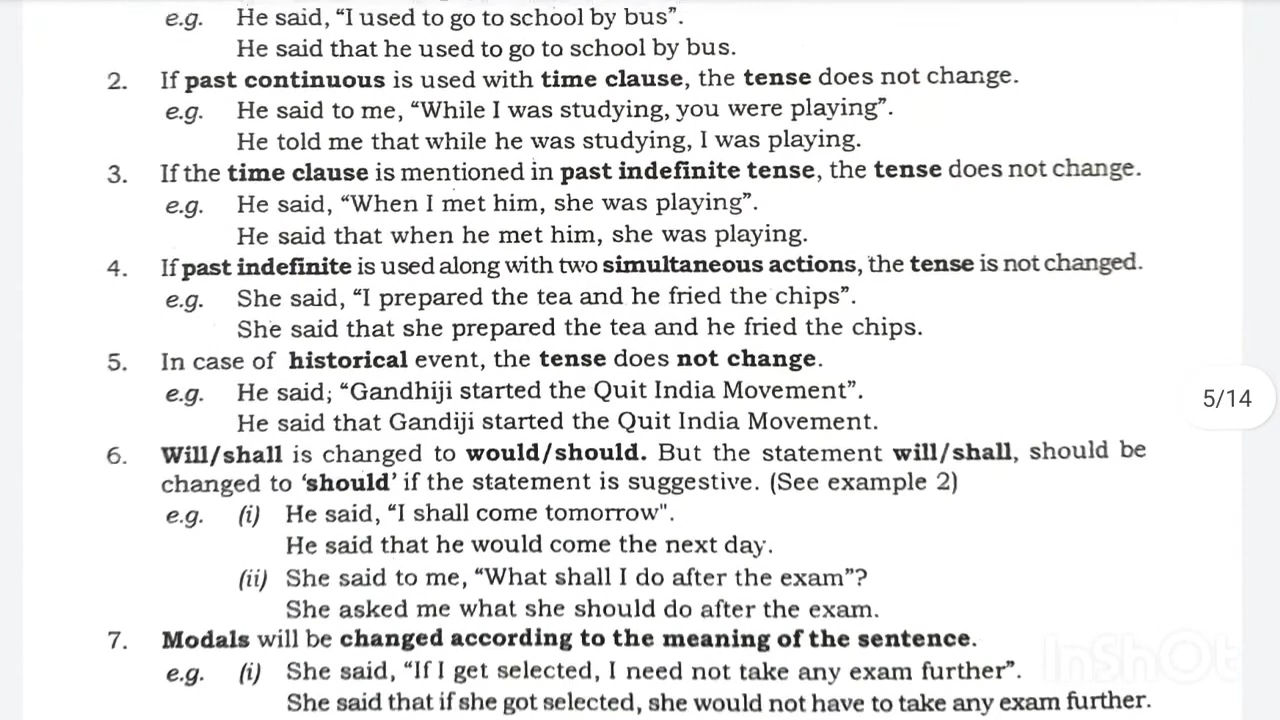 e.g. He said, “I used to go to school by bus”.
He said that he used to go to school by bus.
2. If past continuous is used with time clause, the tense does not change.
e.g. He said to me, “While I was studying, you were playing”.
He told me that while he was studying, I was playing.
3. If the time clause is mentioned in past indefinite tense, the tense does not change.
e.g. He said, “When I met him, she was playing”.
He said that when he met him, she was playing.
4. If past indefinite is used along with two simultaneous actions, the tense is not changed.
e.g. She said, “I prepared the tea and he fried the chips”.
She said that she prepared the tea and he fried the chips.
5. In case of historical event, the tense does not change.
e.g. He said; “Gandhiji started the Quit India Movement”.
He said that Gandiji started the Quit India Movement.
5/14
6. Will/shall is changed to would/should. But the statement will/shall, should be
changed to ‘should’ if the statement is suggestive. (See example 2)
e.g. (i) He said, “I shall come tomorrow".
He said that he would come the next day.
(ii) She said to me, “What shall I do after the exam”?
She asked me what she should do after the exam.
7. Modals will be changed according to the meaning of the sentence.
e.g. (i) She said, “If I get selected, I need not take any exam further”.
She said that if she got selected, she would not have to take any exam further.
InShOt